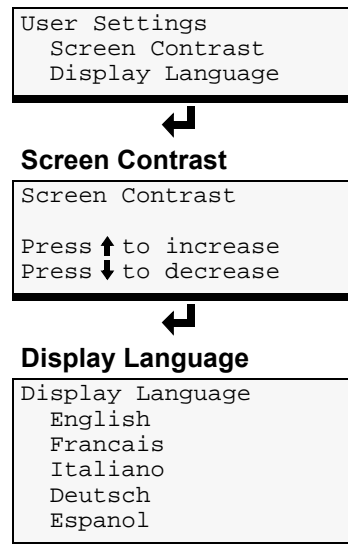 User Settings
Screen Contrast
Display Language
Screen Contrast
Screen Contrast
Press ↑ to increase
Press ↓ to decrease
Display Language
Display Language
English
Francais
Italiano
Deutsch
Espanol